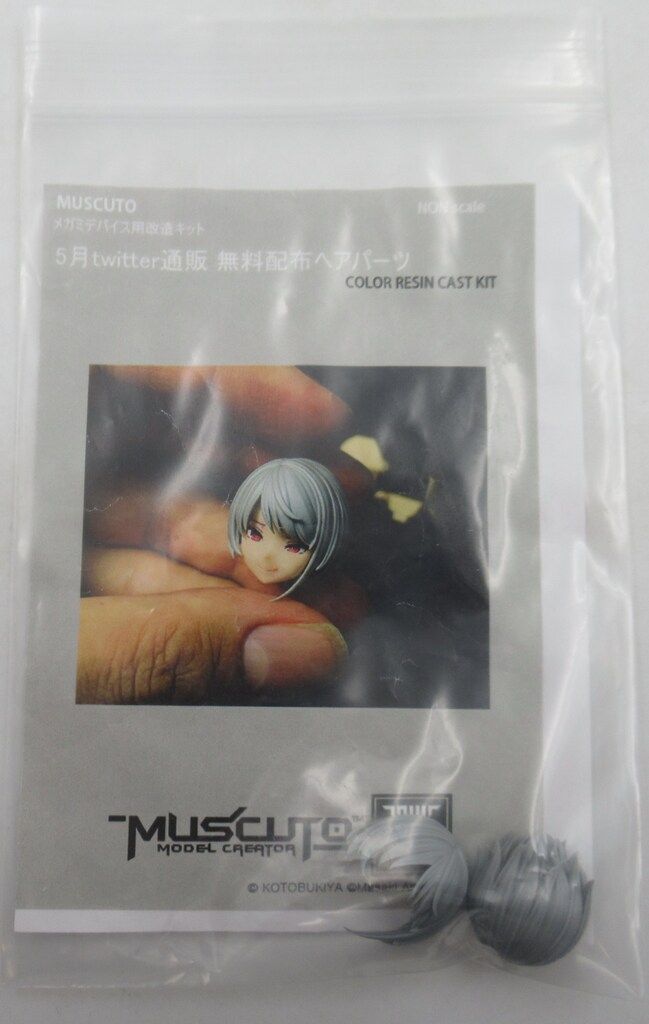 MUSCUTO
NON scale
メガミデバイス用改造キット
5月twitter通販 無料配布ヘアパーツ
COLOR RESIN CAST KIT
MUSCUTO
MODEL CREATOR
© KOTOBUKIYA ©Masaki